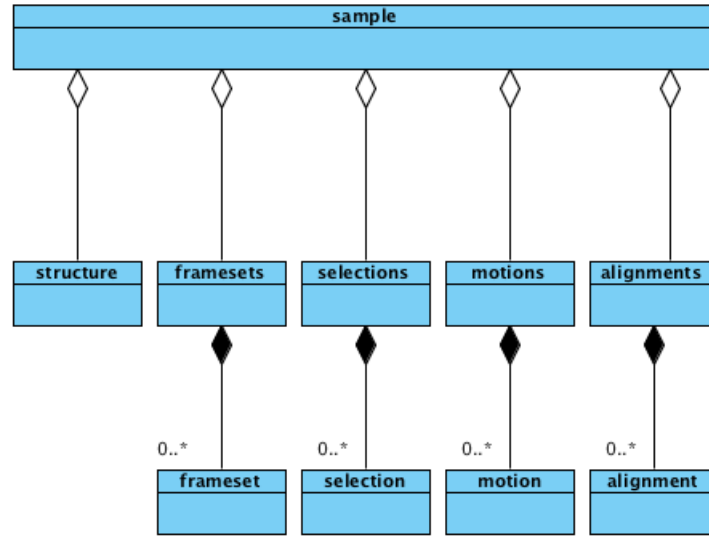 sample
structure framesets selections motions alignments
0..* 0..* 0..* 0..*
frameset selection motion alignment